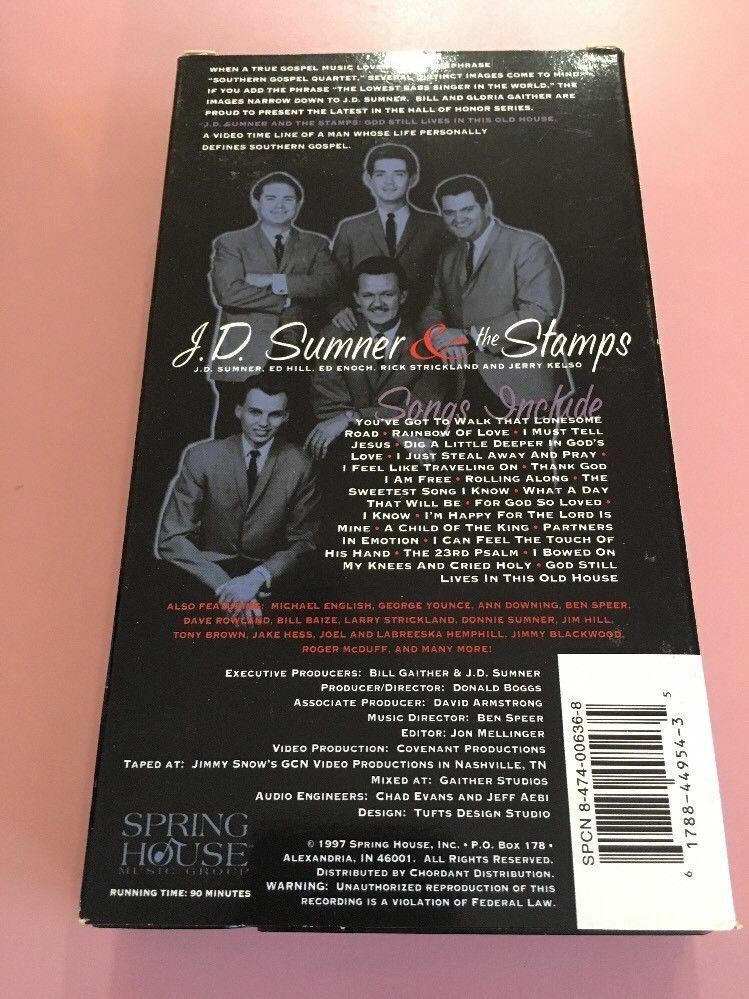 WHEN A TRUE GOSPEL MUSIC LOV PHRASE
"SOUTHERN GOSPEL QUARTET," SEVERAL DISTINCT IMAGES COME TO MIND.
IF YOU ADD THE PHRASE "THE LOWEST BASS SINGER IN THE WORLD," THE
IMAGES NARROW DOWN TO J.D. SUMNER. BILL AND GLORIA GAITHER ARE
PROUD TO PRESENT THE LATEST IN THE HALL OF HONOR SERIES.
"J.D. SUMNER AND THE STAMPS: GOD STILL LIVES IN THIS OLD HOUSE.
A VIDEO TIME LINE OF A MAN WHOSE LIFE PERSONALLY
DEFINES SOUTHERN GOSPEL.
J.D. Sumner & the Stamps
J.D. SUMNER, ED HILL, ED ENOCH, RICK STRICKLAND AND JERRY KELSO
Songs Include
YOU'VE GOT TO WALK THAT LONESOME
ROAD • RAINBOW OF LOVE • I MUST TELL
JESUS • DIG A LITTLE DEEPER IN GOD'S
LOVE • I JUST STEAL AWAY AND PRAY •
I FEEL LIKE TRAVELING ON • THANK GOD
I AM FREE • ROLLING ALONG • THE
SWEETEST SONG I KNOW • WHAT A DAY
THAT WILL BE • FOR GOD SO LOVED •
I KNOW • I'M HAPPY FOR THE LORD IS
MINE • A CHILD OF THE KING • PARTNERS
IN EMOTION • I CAN FEEL THE TOUCH OF
HIS HAND • THE 23RD PSALM • I BOWED ON
MY KNEES AND CRIED HOLY • GOD STILL
LIVES IN THIS OLD HOUSE
ALSO FEATURING: MICHAEL ENGLISH, GEORGE YOUNCE, ANN DOWNING, BEN SPEER,
DAVE ROWLAND, BILL BAIZE, LARRY STRICKLAND, DONNIE SUMNER, JIM HILL,
TONY BROWN, JAKE HESS, JOEL AND LABREESKA HEMPHILL, JIMMY BLACKWOOD,
ROGER MCDUFF, AND MANY MORE!
EXECUTIVE PRODUCERS: BILL GAITHER & J.D. SUMNER
PRODUCER/DIRECTOR: DONALD BOGGS
ASSOCIATE PRODUCER: DAVID ARMSTRONG
MUSIC DIRECTOR: BEN SPEER
EDITOR: JON MELLINGER
VIDEO PRODUCTION: COVENANT PRODUCTIONS
TAPED AT: JIMMY SNOW'S GCN VIDEO PRODUCTIONS IN NASHVILLE, TN
MIXED AT: GAITHER STUDIOS
AUDIO ENGINEERS: CHAD EVANS AND JEFF AEBI
DESIGN: TUFTS DESIGN STUDIO
SPRING
HOUSE
MUSIC GROUP
RUNNING TIME: 90 MINUTES
© 1997 SPRING HOUSE, INC. • P.O. BOX 178 •
ALEXANDRIA, IN 46001. ALL RIGHTS RESERVED.
DISTRIBUTED BY CHORDANT DISTRIBUTION.
WARNING: UNAUTHORIZED REPRODUCTION OF THIS
RECORDING IS A VIOLATION OF FEDERAL LAW.
SPCN 8-474-00636-8
6 1788-44954-3 5